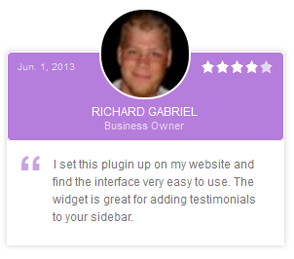 Jun. 1, 2013
RICHARD GABRIEL
Business Owner
I set this plugin up on my website and
find the interface very easy to use. The
widget is great for adding testimonials
to your sidebar.